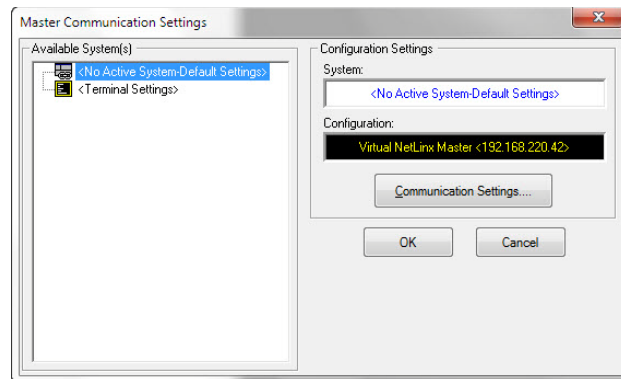 Master Communication Settings
Available System(s)
<No Active System-Default Settings>
<Terminal Settings>
Configuration Settings
System:
<No Active System-Default Settings>
Configuration:
Virtual NetLinx Master <192.168.220.42>
Communication Settings....
OK
Cancel